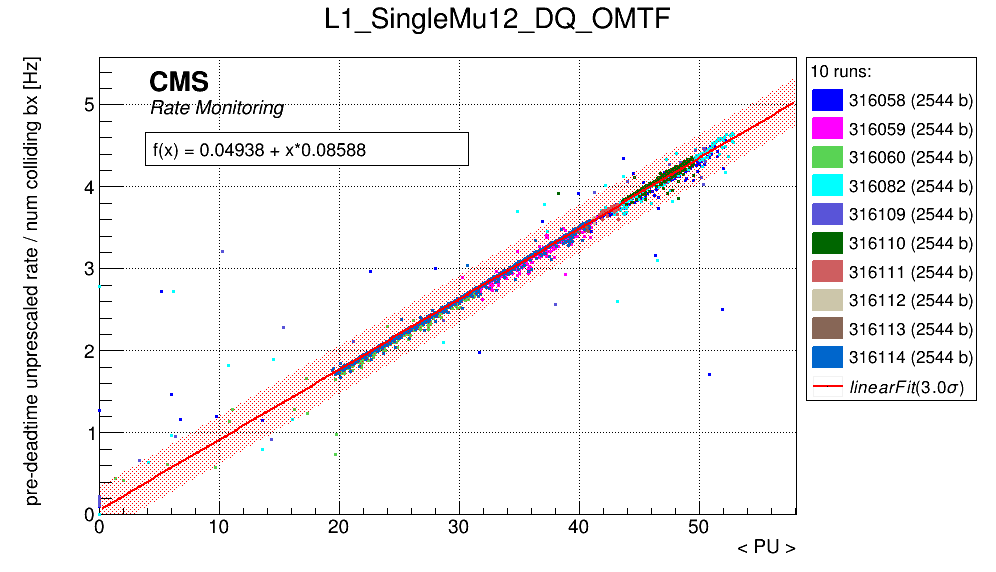 L1_SingleMu12_DQ_OMTF
pre-deadtime unprescaled rate / num colliding bx [Hz]
CMS
Rate Monitoring
f(x) = 0.04938 + x*0.08588
5
4
3
2
1
0
0 10 20 30 40 50
< PU >
10 runs:
316058 (2544 b)
316059 (2544 b)
316060 (2544 b)
316082 (2544 b)
316109 (2544 b)
316110 (2544 b)
316111 (2544 b)
316112 (2544 b)
316113 (2544 b)
316114 (2544 b)
linearFit(3.0σ)